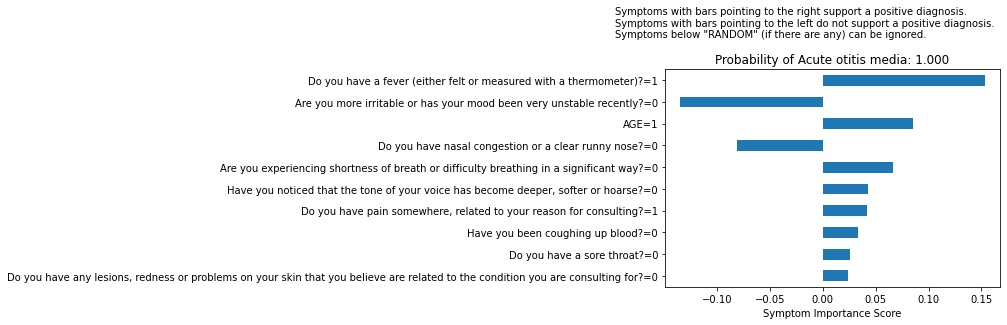 Symptoms with bars pointing to the right support a positive diagnosis.
Symptoms with bars pointing to the left do not support a positive diagnosis.
Symptoms below "RANDOM" (if there are any) can be ignored.
Probability of Acute otitis media: 1.000
Do you have a fever (either felt or measured with a thermometer)?=1
Are you more irritable or has your mood been very unstable recently?=0
AGE=1
Do you have nasal congestion or a clear runny nose?=0
Are you experiencing shortness of breath or difficulty breathing in a significant way?=0
Have you noticed that the tone of your voice has become deeper, softer or hoarse?=0
Do you have pain somewhere, related to your reason for consulting?=1
Have you been coughing up blood?=0
Do you have a sore throat?=0
Do you have any lesions, redness or problems on your skin that you believe are related to the condition you are consulting for?=0
−0.10 −0.05 0.00 0.05 0.10 0.15
Symptom Importance Score